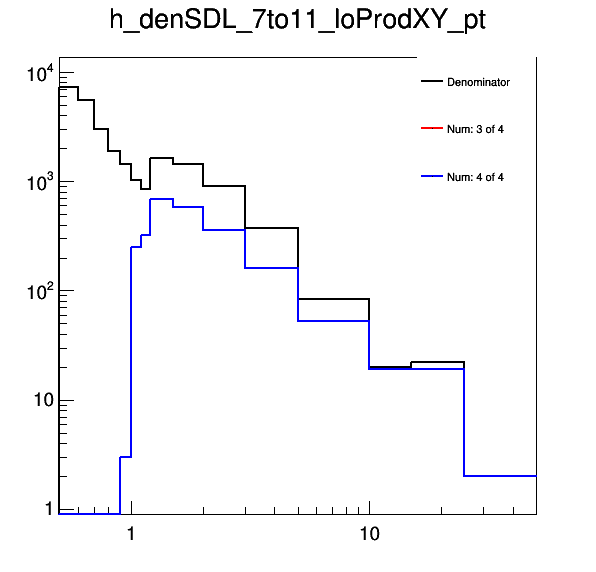 h_denSDL_7to11_loProdXY_pt
10⁴
10³
10²
10
1
Denominator
Num: 3 of 4
Num: 4 of 4
1
10